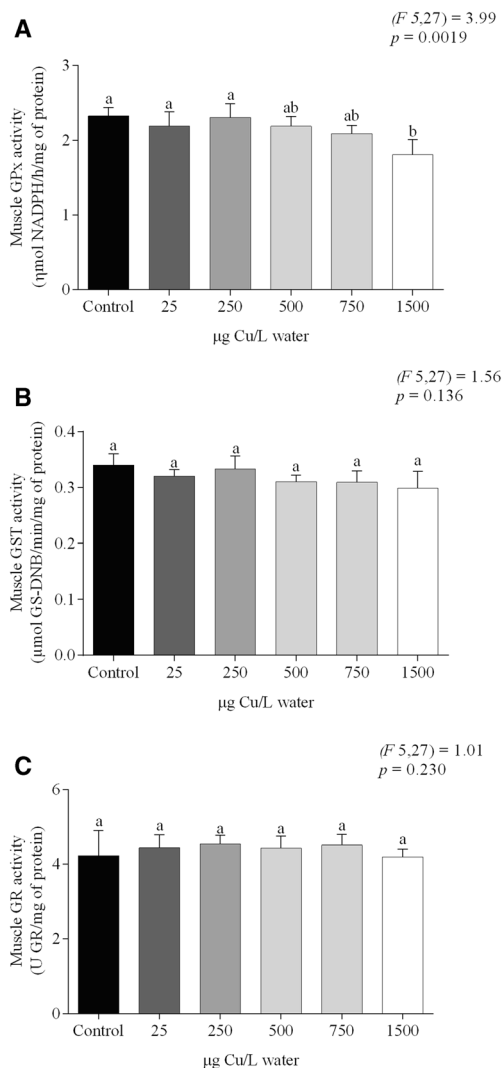 A
(F 5,27) = 3.99
p = 0.0019
Muscle GPx activity
(ηmol NADPH/h/mg of protein)
3
2
1
0
a
a
a
ab
ab
b
Control 25 250 500 750 1500
µg Cu/L water
B
(F 5,27) = 1.56
p = 0.136
Muscle GST activity
(µmol GS-DNB/min/mg of protein)
0.4
0.3
0.2
0.1
0.0
a
a
a
a
a
a
Control 25 250 500 750 1500
µg Cu/L water
C
(F 5,27) = 1.01
p = 0.230
Muscle GR activity
(U GR/mg of protein)
6
4
2
0
a
a
a
a
a
a
Control 25 250 500 750 1500
µg Cu/L water